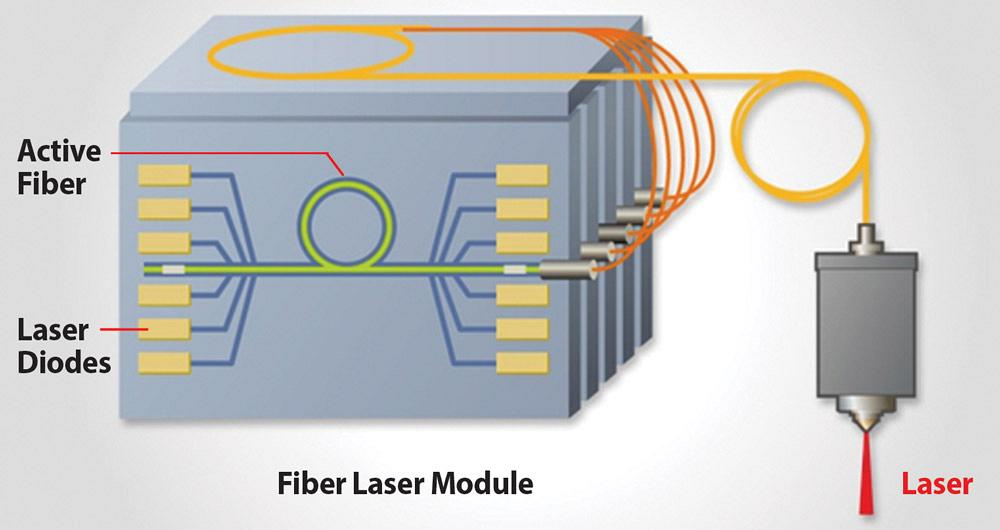 Active
Fiber
Laser
Diodes
Fiber Laser Module
Laser